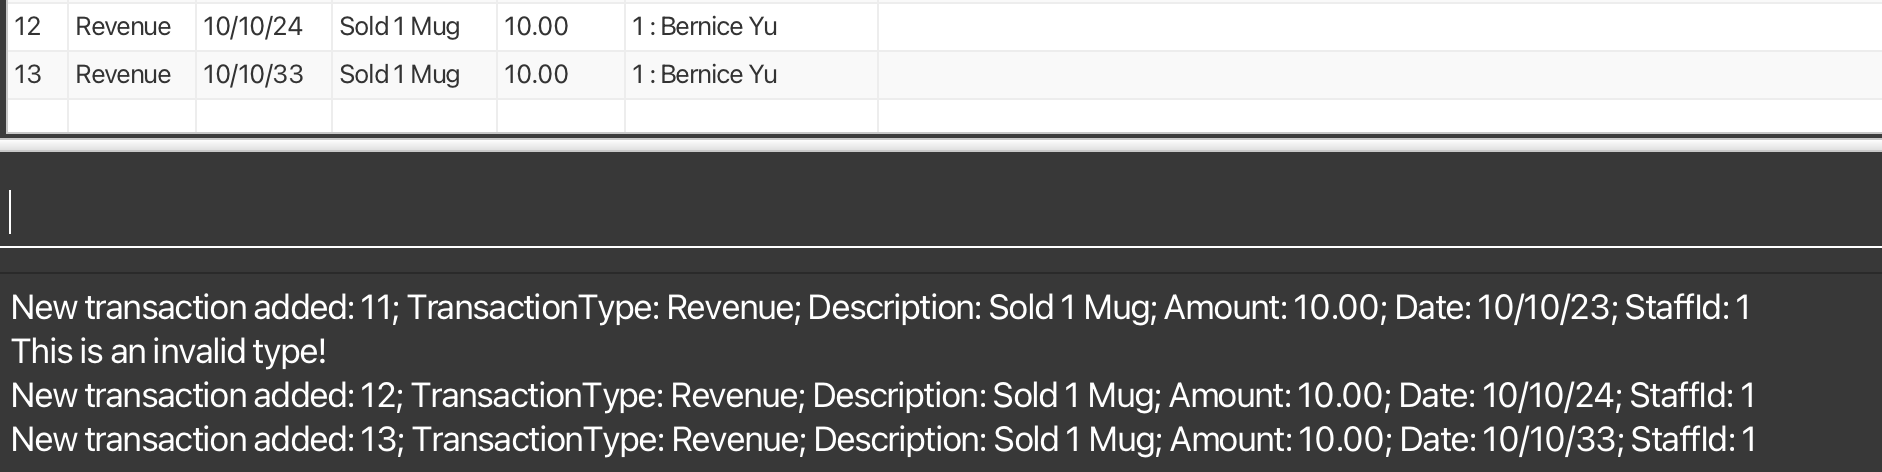 12 Revenue 10/10/24 Sold 1 Mug 10.00 1 : Bernice Yu
13 Revenue 10/10/33 Sold 1 Mug 10.00 1 : Bernice Yu
New transaction added: 11; TransactionType: Revenue; Description: Sold 1 Mug; Amount: 10.00; Date: 10/10/23; StaffId: 1
This is an invalid type!
New transaction added: 12; TransactionType: Revenue; Description: Sold 1 Mug; Amount: 10.00; Date: 10/10/24; StaffId: 1
New transaction added: 13; TransactionType: Revenue; Description: Sold 1 Mug; Amount: 10.00; Date: 10/10/33; StaffId: 1